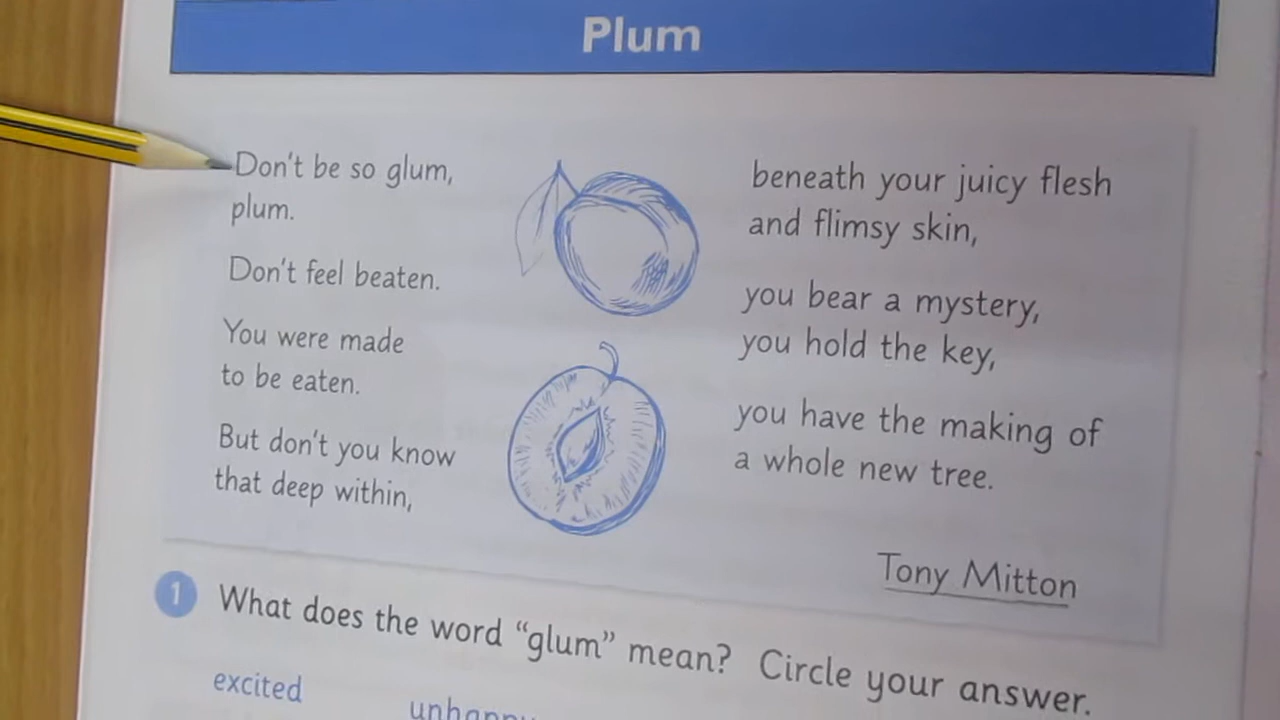 Plum
Don't be so glum,
plum.
Don't feel beaten.
You were made
to be eaten.
But don't you know
that deep within,
beneath your juicy flesh
and flimsy skin,
you bear a mystery,
you hold the key,
you have the making of
a whole new tree.
Tony Mitton
1 What does the word “glum” mean? Circle your answer.
excited unhappy